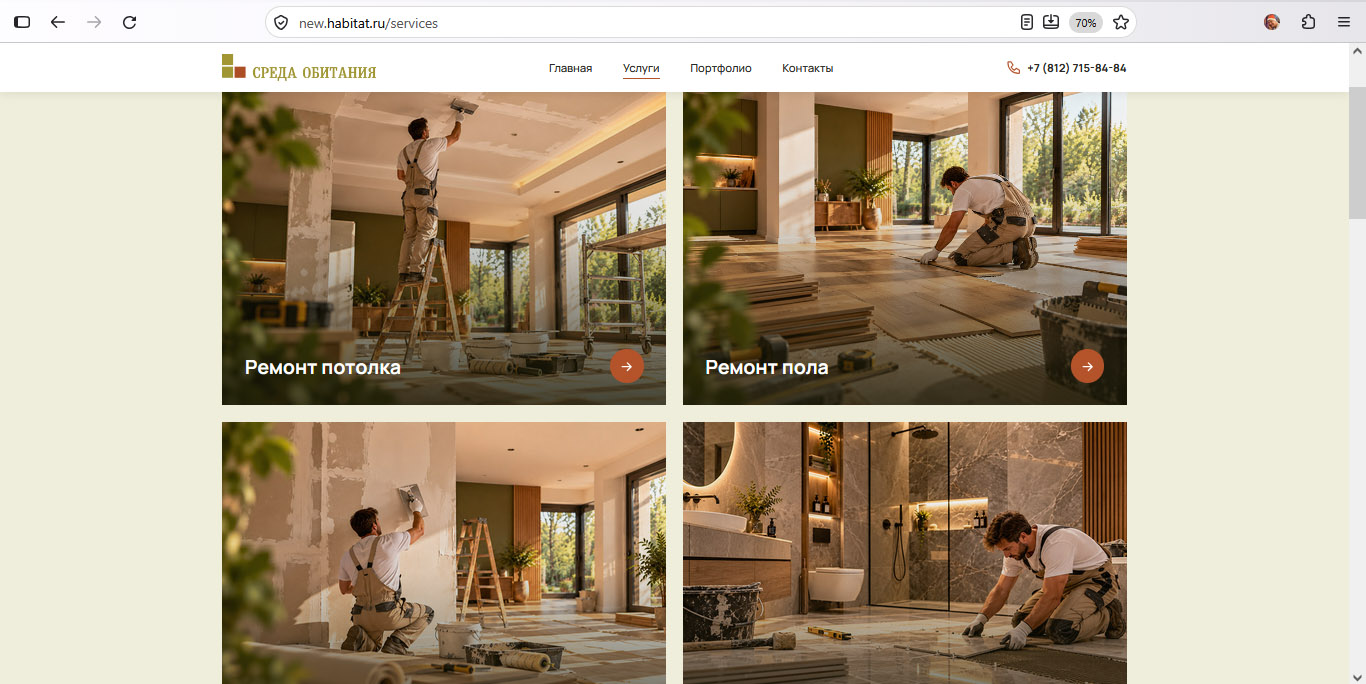 new.habitat.ru/services
70%
СРЕДА ОБИТАНИЯ
Главная
Услуги
Портфолио
Контакты
+7 (812) 715-84-84
Ремонт потолка
Ремонт пола